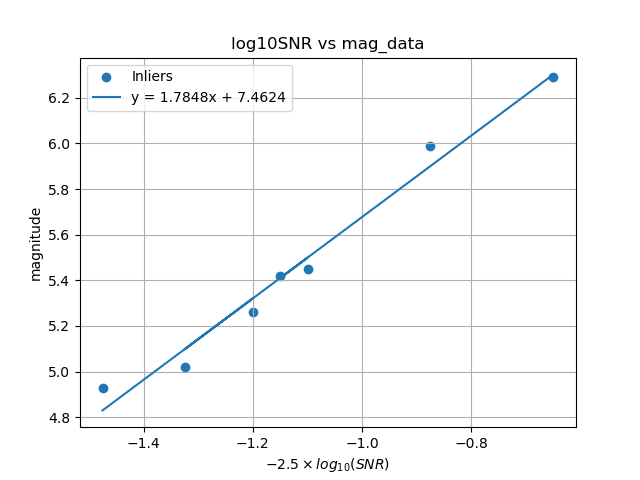 log10SNR vs mag_data
Inliers
y = 1.7848x + 7.4624
6.2
6.0
5.8
5.6
5.4
5.2
5.0
4.8
magnitude
−1.4
−1.2
−1.0
−0.8
−2.5 × log₁₀(SNR)